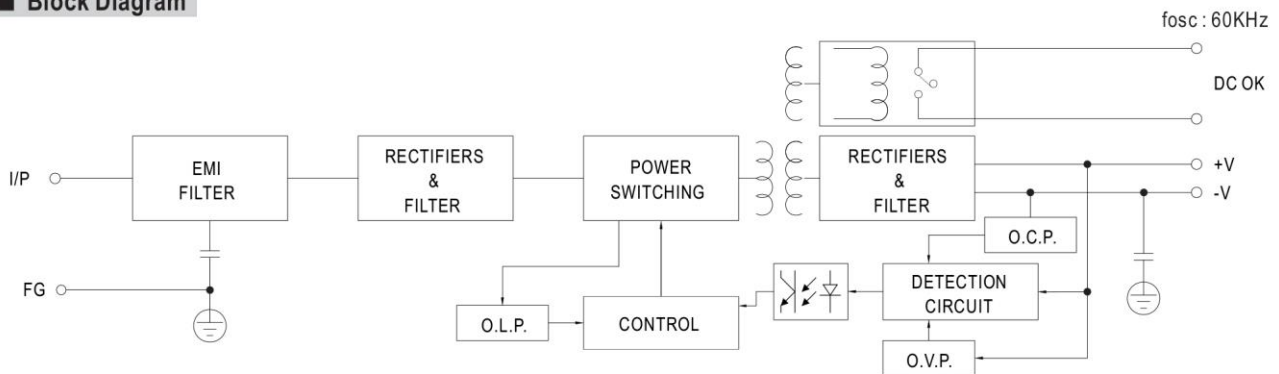 ■ Block Diagram
fosc : 60KHz
DC OK
I/P
EMI
FILTER
RECTIFIERS
&
FILTER
POWER
SWITCHING
RECTIFIERS
&
FILTER
+V
-V
O.C.P.
FG
O.L.P.
CONTROL
DETECTION
CIRCUIT
O.V.P.